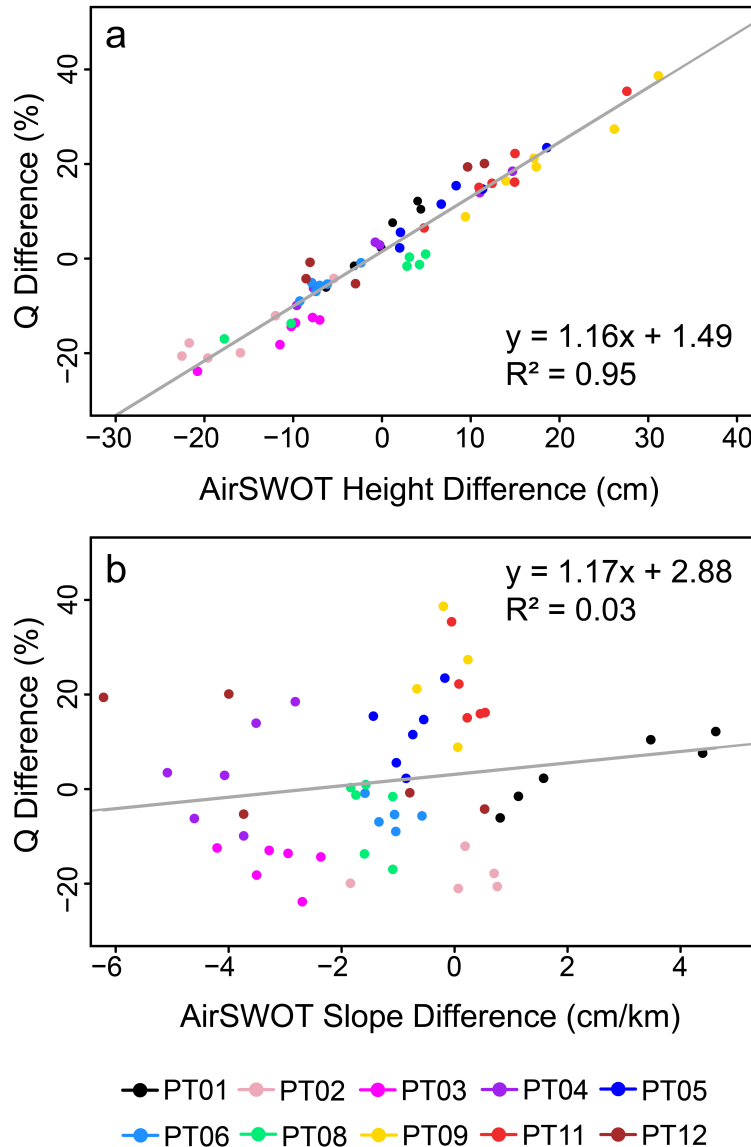 a
40
20
0
−20
Q Difference (%)
y = 1.16x + 1.49
R² = 0.95
−30 −20 −10 0 10 20 30 40
AirSWOT Height Difference (cm)
b
y = 1.17x + 2.88
R² = 0.03
40
20
0
−20
Q Difference (%)
−6 −4 −2 0 2 4
AirSWOT Slope Difference (cm/km)
PT01 PT02 PT03 PT04 PT05
PT06 PT08 PT09 PT11 PT12